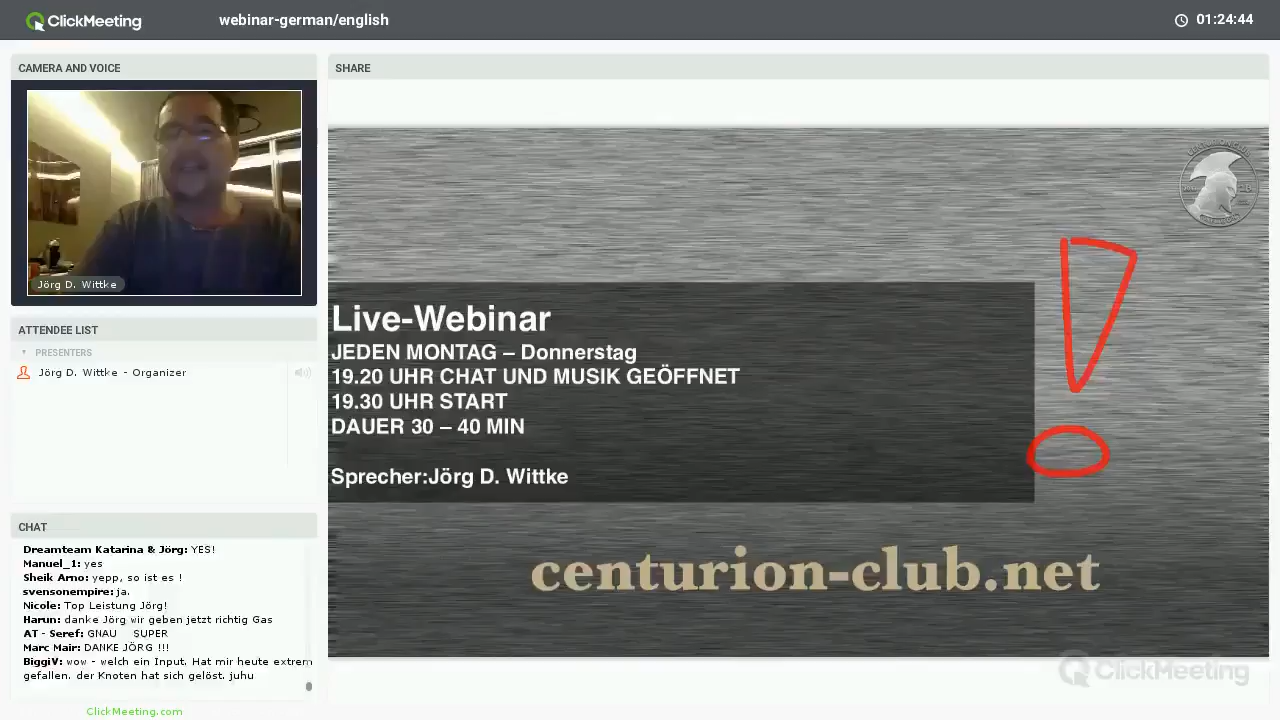 ClickMeeting
webinar-german/english
01:24:44
CAMERA AND VOICE
Jörg D. Wittke
ATTENDEE LIST
PRESENTERS
Jörg D. Wittke - Organizer
CHAT
Dreamteam Katarina & Jörg: YES!
Manuel_1: yes
Sheik Arno: yepp, so ist es !
svensonempire: ja.
Nicole: Top Leistung Jörg!
Harun: danke Jörg wir geben jetzt richtig Gas
AT - Seref: GNAU SUPER
Marc Mair: DANKE JÖRG !!!
BiggiV: wow - welch ein Input. Hat mir heute extrem
gefallen. der Knoten hat sich gelöst. juhu
ClickMeeting.com
SHARE
Live-Webinar
JEDEN MONTAG – Donnerstag
19.20 UHR CHAT UND MUSIK GEÖFFNET
19.30 UHR START
DAUER 30 – 40 MIN
Sprecher:Jörg D. Wittke
!
centurion-club.net
ClickMeeting